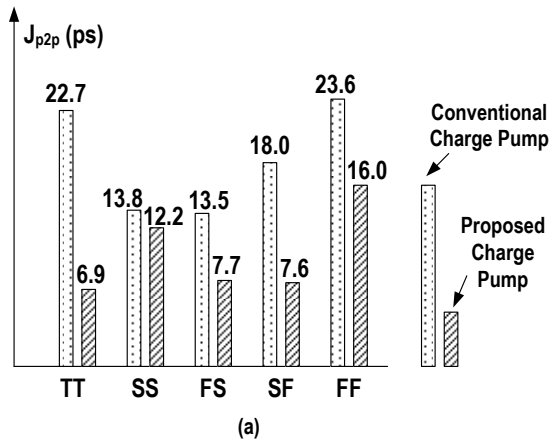 J_p2p (ps)
22.7
6.9
13.8
12.2
13.5
7.7
18.0
7.6
23.6
16.0
Conventional
Charge Pump
Proposed
Charge
Pump
TT SS FS SF FF
(a)